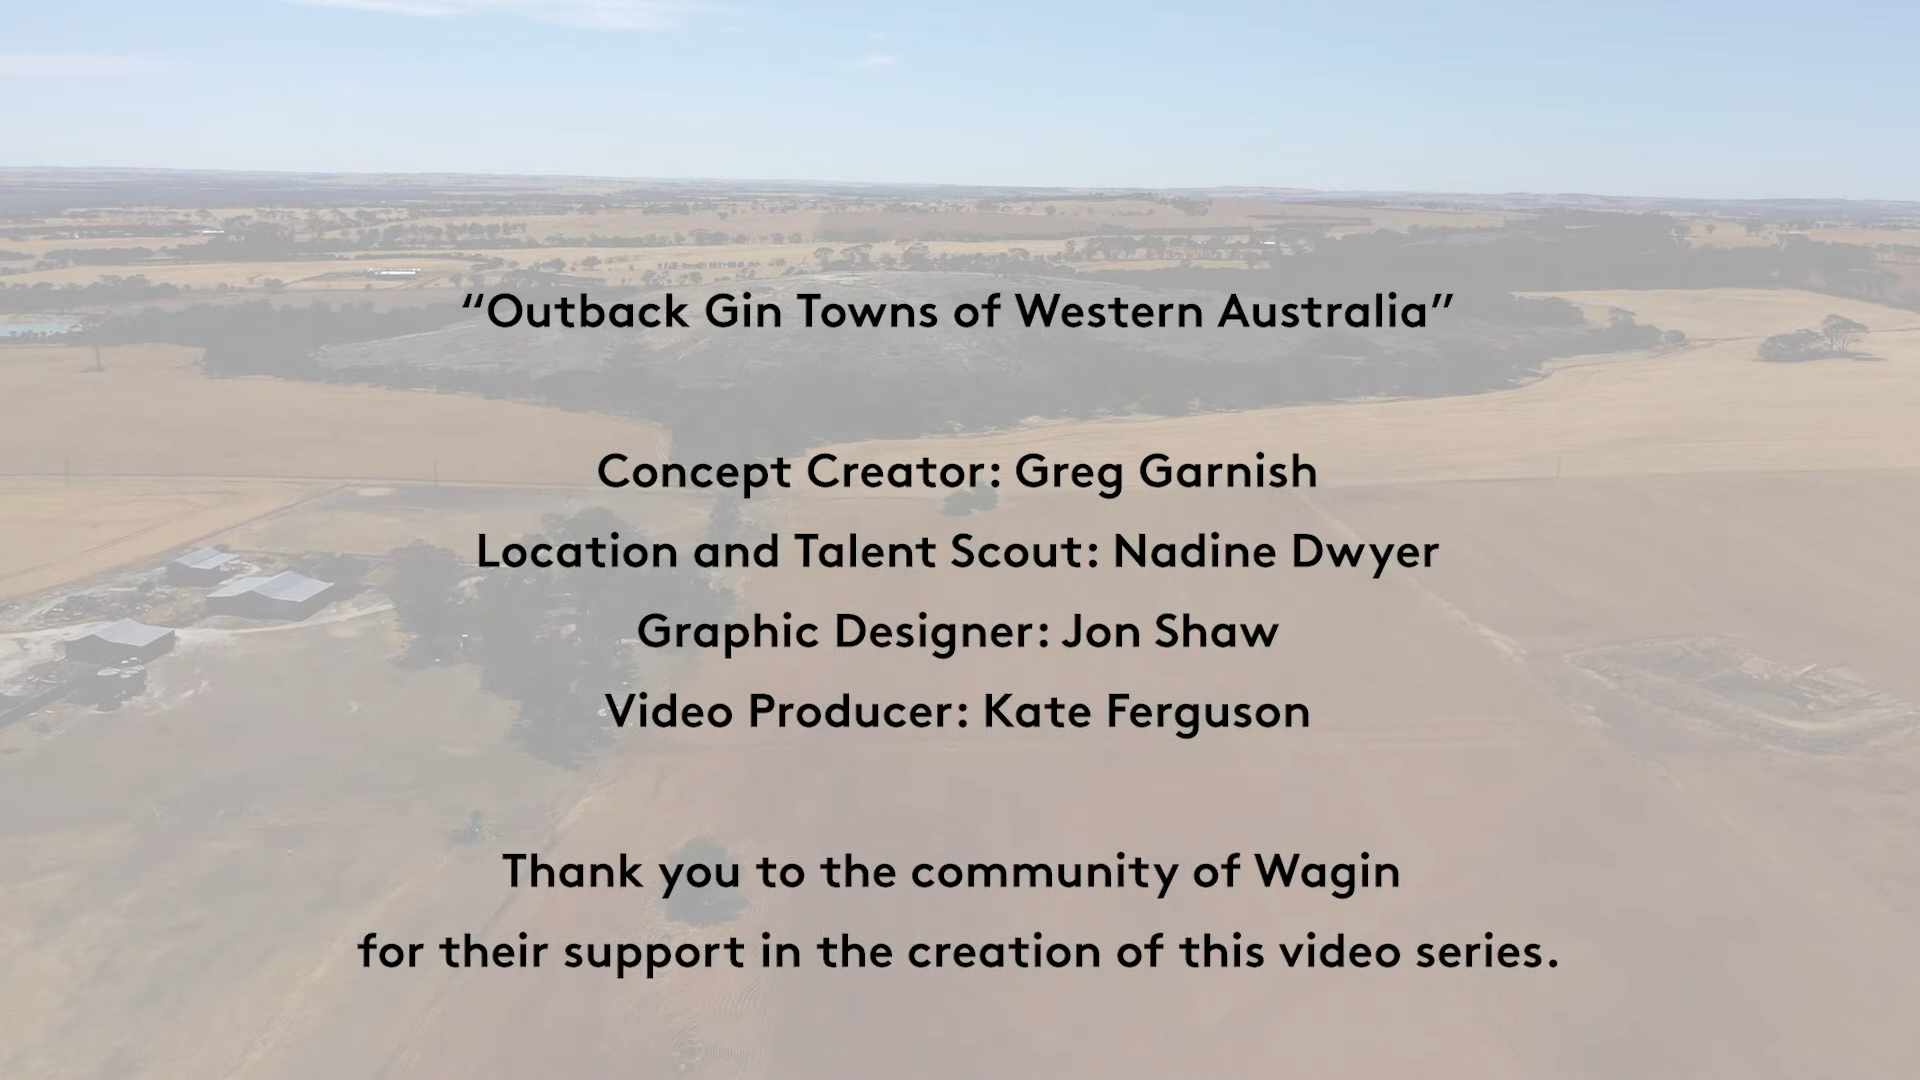 “Outback Gin Towns of Western Australia”
Concept Creator: Greg Garnish
Location and Talent Scout: Nadine Dwyer
Graphic Designer: Jon Shaw
Video Producer: Kate Ferguson
Thank you to the community of Wagin
for their support in the creation of this video series.